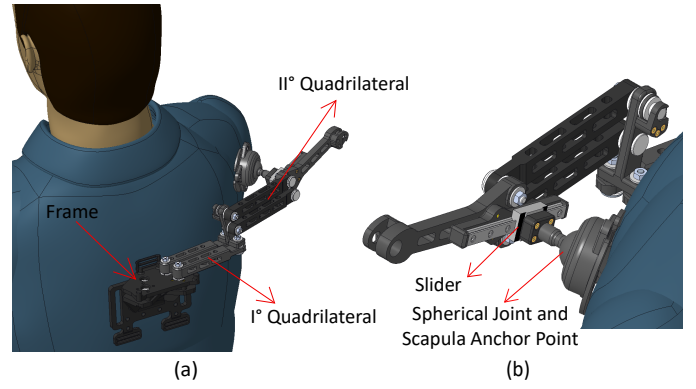 II° Quadrilateral
Frame
I° Quadrilateral
(a)
Slider
Spherical Joint and
Scapula Anchor Point
(b)